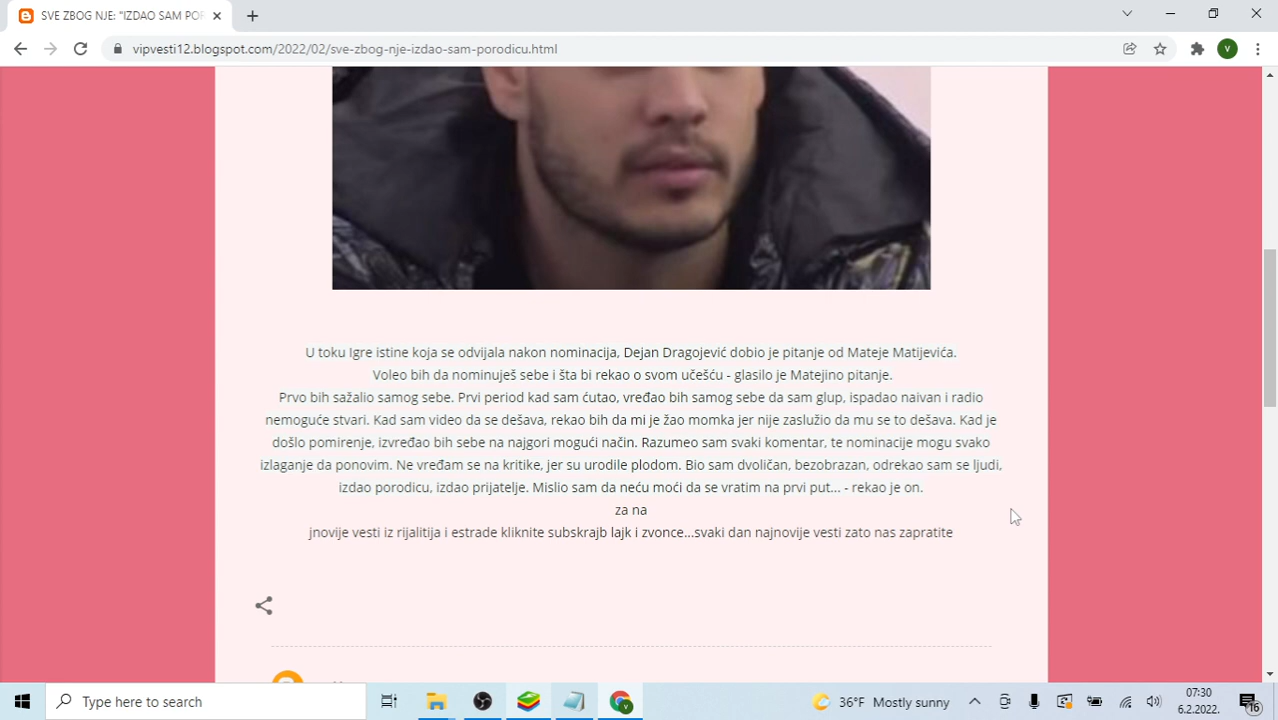 SVE ZBOG NJE: "IZDAO SAM POR
vipvesti12.blogspot.com/2022/02/sve-zbog-nje-izdao-sam-porodicu.html
V
U toku Igre istine koja se odvijala nakon nominacija, Dejan Dragojević dobio je pitanje od Mateje Matijevića.
Voleo bih da nominuješ sebe i šta bi rekao o svom učešću - glasilo je Matejino pitanje.
Prvo bih sažalio samog sebe. Prvi period kad sam ćutao, vređao bih samog sebe da sam glup, ispadao naivan i radio
nemoguće stvari. Kad sam video da se dešava, rekao bih da mi je žao momka jer nije zaslužio da mu se to dešava. Kad je
došlo pomirenje, izvređao bih sebe na najgori mogući način. Razumeo sam svaki komentar, te nominacije mogu svako
izlaganje da ponovim. Ne vređam se na kritike, jer su urodile plodom. Bio sam dvoličan, bezobrazan, odrekao sam se ljudi,
izdao porodicu, izdao prijatelje. Mislio sam da neću moći da se vratim na prvi put... - rekao je on.
za na
jnovije vesti iz rijalitija i estrade kliknite subskrajb lajk i zvonce...svaki dan najnovije vesti zato nas zapratite
Type here to search
V
36°F Mostly sunny
07:30
6.2.2022.
16